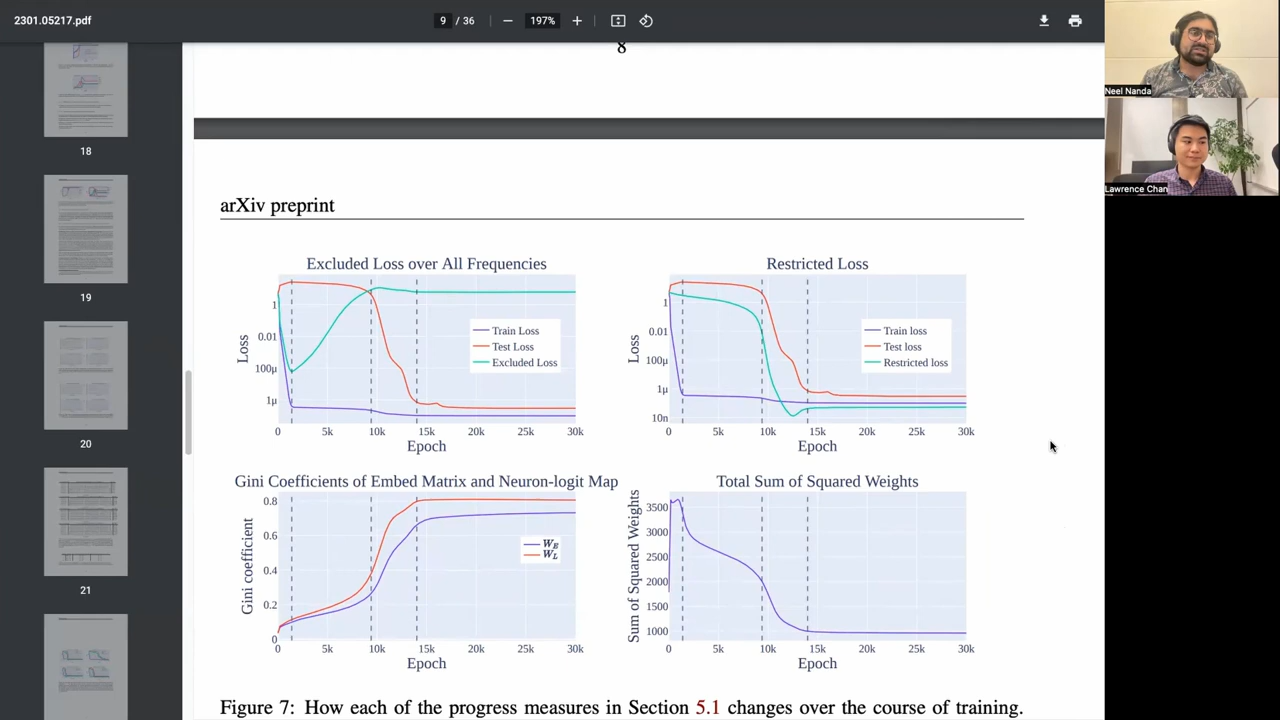 2301.05217.pdf
9 / 36
197%
Neel Nanda
Lawrence Chan
18
19
20
21
8
arXiv preprint
Excluded Loss over All Frequencies
Loss
1
0.01
100μ
1μ
Train Loss
Test Loss
Excluded Loss
0 5k 10k 15k 20k 25k 30k
Epoch
Restricted Loss
Loss
1
0.01
100μ
1μ
10n
Train loss
Test loss
Restricted loss
0 5k 10k 15k 20k 25k 30k
Epoch
Gini Coefficients of Embed Matrix and Neuron-logit Map
Gini coefficient
0.8
0.6
0.4
0.2
0
W_E
W_L
0 5k 10k 15k 20k 25k 30k
Epoch
Total Sum of Squared Weights
Sum of Squared Weights
3500
3000
2500
2000
1500
1000
0 5k 10k 15k 20k 25k 30k
Epoch
Figure 7: How each of the progress measures in Section 5.1 changes over the course of training.